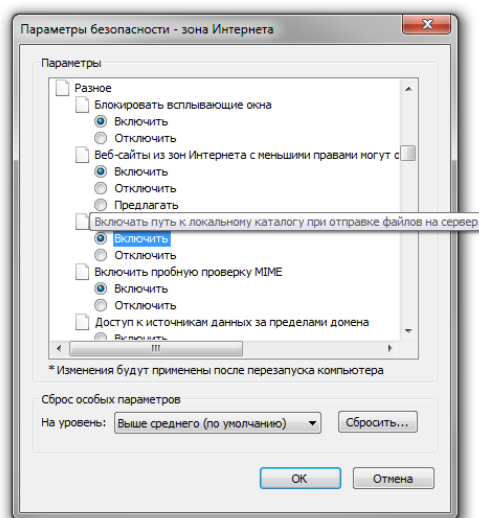 Параметры безопасности - зона Интернета
Параметры
Разное
Блокировать всплывающие окна
Включить
Отключить
Веб-сайты из зон Интернета с меньшими правами могут о
Включить
Отключить
Предлагать
Включать путь к локальному каталогу при отправке файлов на сервер
Включить
Отключить
Включить пробную проверку MIME
Включить
Отключить
Доступ к источникам данных за пределами домена
Включить
*Изменения будут применены после перезапуска компьютера
Сброс особых параметров
На уровень: Выше среднего (по умолчанию) Сбросить...
ОК Отмена